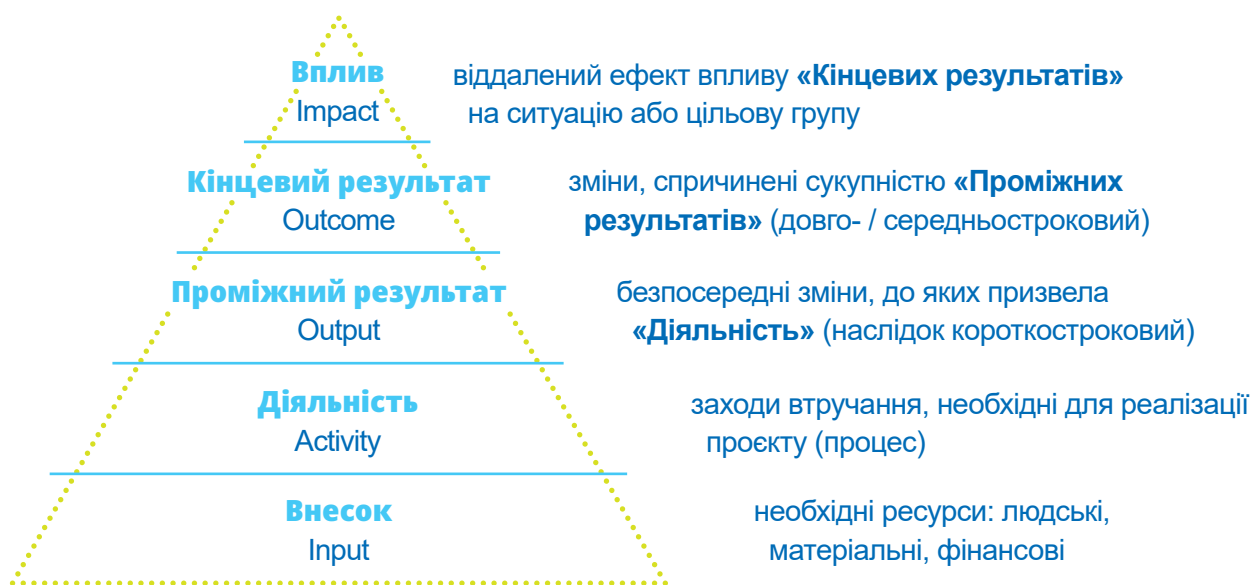 Вплив
Impact
віддалений ефект впливу «Кінцевих результатів»
на ситуацію або цільову групу
Кінцевий результат
Outcome
зміни, спричинені сукупністю «Проміжних
результатів» (довго- / середньостроковий)
Проміжний результат
Output
безпосередні зміни, до яких призвела
«Діяльність» (наслідок короткостроковий)
Діяльність
Activity
заходи втручання, необхідні для реалізації
проєкту (процес)
Внесок
Input
необхідні ресурси: людські,
матеріальні, фінансові